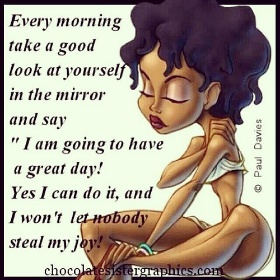 Every morning
take a good
look at yourself
in the mirror
and say
" I am going to have
a great day!
Yes I can do it, and
I won't let nobody
steal my joy!
© Paul Davies
chocolatesistergraphics.com